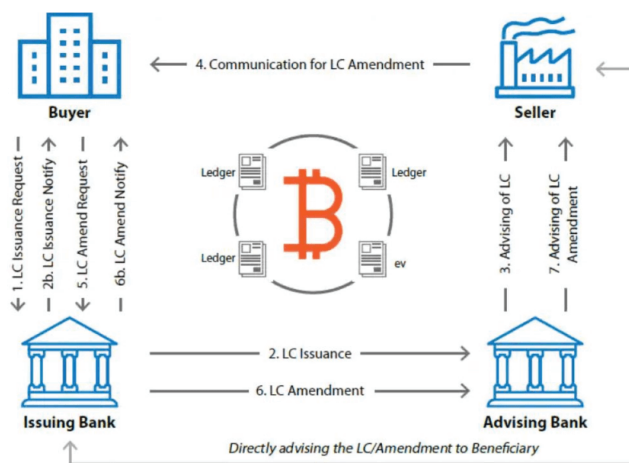 4. Communication for LC Amendment
Buyer
Seller
1. LC Issuance Request
2b. LC Issuance Notify
5. LC Amend Request
6b. LC Amend Notify
Ledger
Ledger
Ledger
ev
3. Advising of LC
7. Advising of LC
Amendment
2. LC Issuance
6. LC Amendment
Issuing Bank
Advising Bank
Directly advising the LC/Amendment to Beneficiary